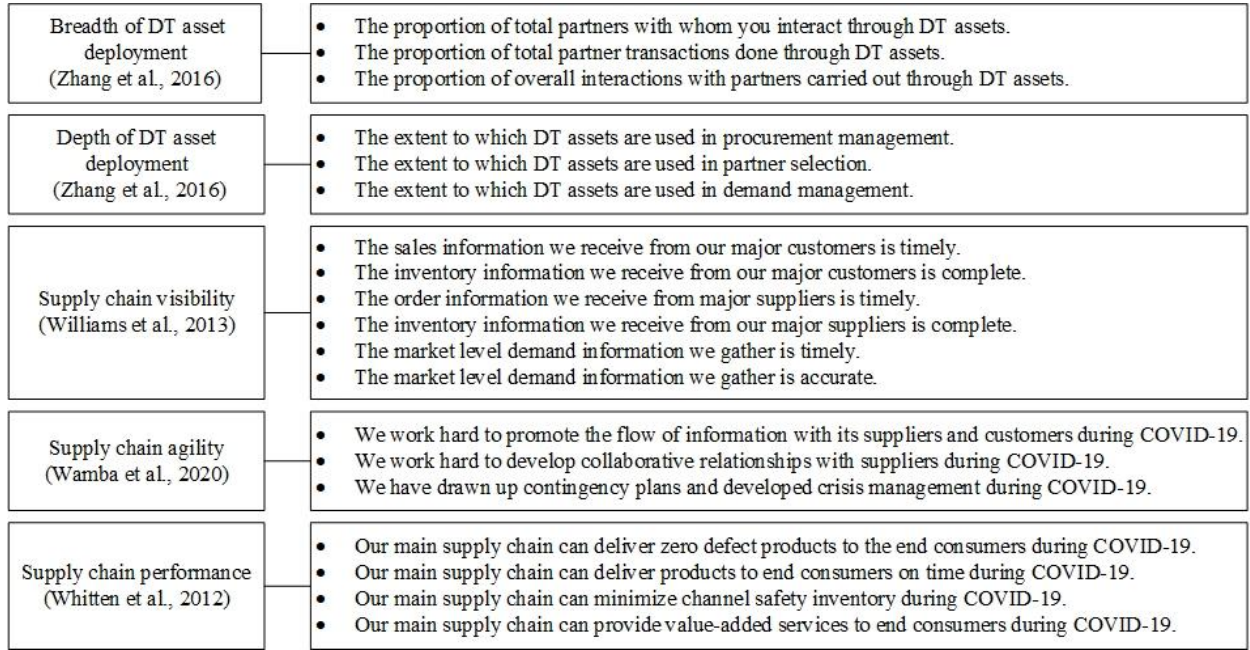 Breadth of DT asset
deployment
(Zhang et al., 2016)
• The proportion of total partners with whom you interact through DT assets.
• The proportion of total partner transactions done through DT assets.
• The proportion of overall interactions with partners carried out through DT assets.
Depth of DT asset
deployment
(Zhang et al., 2016)
• The extent to which DT assets are used in procurement management.
• The extent to which DT assets are used in partner selection.
• The extent to which DT assets are used in demand management.
Supply chain visibility
(Williams et al., 2013)
• The sales information we receive from our major customers is timely.
• The inventory information we receive from our major customers is complete.
• The order information we receive from major suppliers is timely.
• The inventory information we receive from our major suppliers is complete.
• The market level demand information we gather is timely.
• The market level demand information we gather is accurate.
Supply chain agility
(Wamba et al., 2020)
• We work hard to promote the flow of information with its suppliers and customers during COVID-19.
• We work hard to develop collaborative relationships with suppliers during COVID-19.
• We have drawn up contingency plans and developed crisis management during COVID-19.
Supply chain performance
(Whitten et al., 2012)
• Our main supply chain can deliver zero defect products to the end consumers during COVID-19.
• Our main supply chain can deliver products to end consumers on time during COVID-19.
• Our main supply chain can minimize channel safety inventory during COVID-19.
• Our main supply chain can provide value-added services to end consumers during COVID-19.